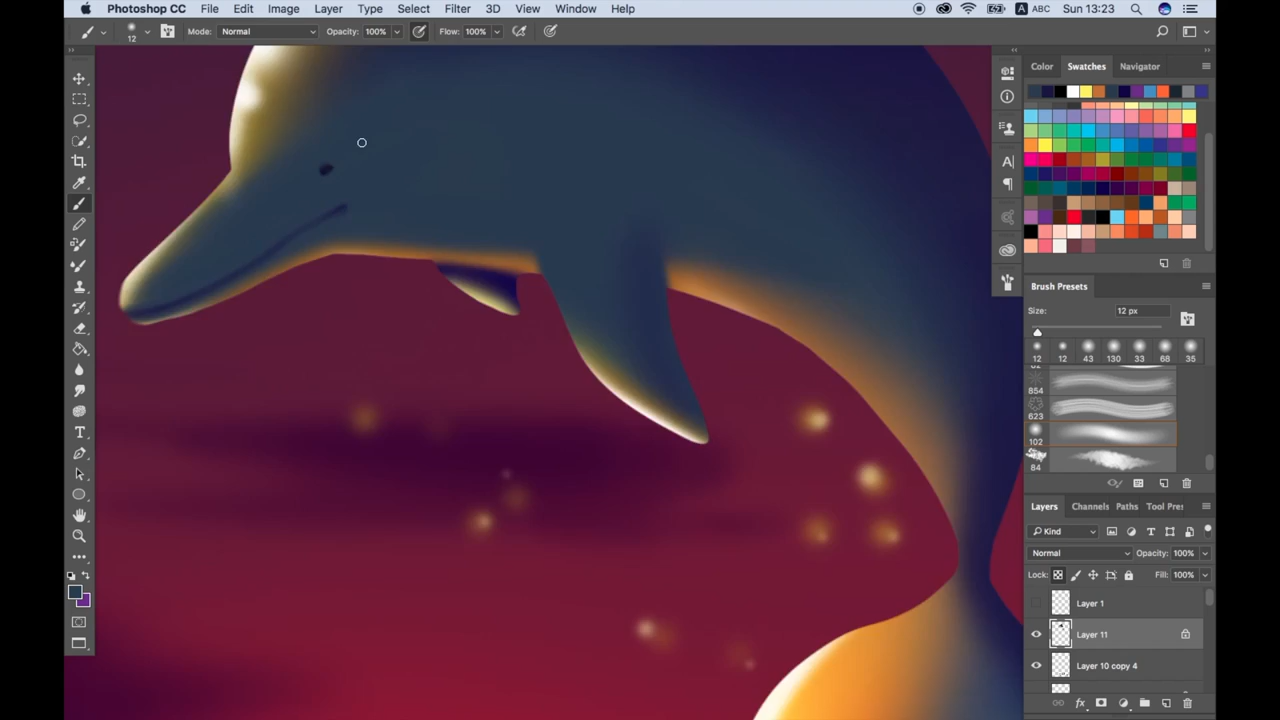 Photoshop CC File Edit Image Layer Type Select Filter 3D View Window Help A ABC Sun 13:23
12 Mode: Normal Opacity: 100% Flow: 100%
Color Swatches Navigator
A
Brush Presets
Size: 12 px
12 12 43 130 33 68 35
854
623
102
84
Layers Channels Paths Tool Pres
Kind
Normal Opacity: 100%
Lock: Fill: 100%
Layer 1
Layer 11
Layer 10 copy 4
fx